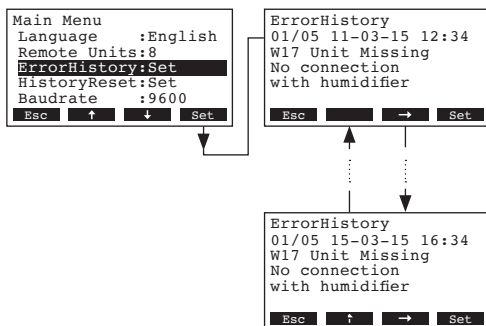 Main Menu
Language :English
Remote Units:8
ErrorHistory:Set
HistoryReset:Set
Baudrate :9600
Esc ↑ ↓ Set
ErrorHistory
01/05 11-03-15 12:34
W17 Unit Missing
No connection
with humidifier
Esc → Set
ErrorHistory
01/05 15-03-15 16:34
W17 Unit Missing
No connection
with humidifier
Esc ↑ → Set